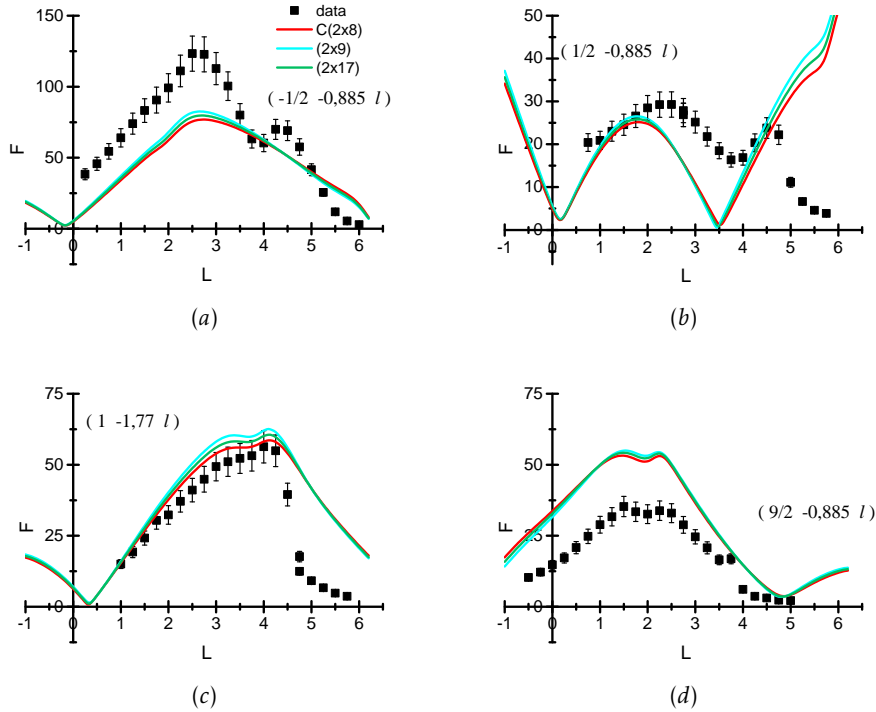 150
data
C(2x8)
(2x9)
(2x17)
100
( -1/2 -0,885 l )
F
50
0
-1 0 1 2 3 4 5 6
L
(a)
50
( 1/2 -0,885 l )
40
30
F
20
10
0
-1 0 1 2 3 4 5 6
L
(b)
75
( 1 -1,77 l )
50
F
25
0
-1 0 1 2 3 4 5 6
L
(c)
75
50
( 9/2 -0,885 l )
F
25
0
-1 0 1 2 3 4 5 6
L
(d)